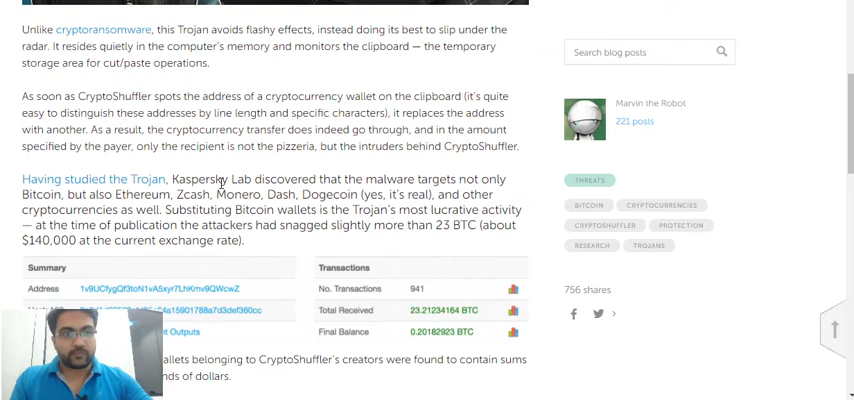 Unlike cryptoransomware, this Trojan avoids flashy effects, instead doing its best to slip under the
radar. It resides quietly in the computer's memory and monitors the clipboard — the temporary
storage area for cut/paste operations.
As soon as CryptoShuffler spots the address of a cryptocurrency wallet on the clipboard (it's quite
easy to distinguish these addresses by line length and specific characters), it replaces the address
with another. As a result, the cryptocurrency transfer does indeed go through, and in the amount
specified by the payer, only the recipient is not the pizzeria, but the intruders behind CryptoShuffler.
Having studied the Trojan, Kaspersky Lab discovered that the malware targets not only
Bitcoin, but also Ethereum, Zcash, Monero, Dash, Dogecoin (yes, it's real), and other
cryptocurrencies as well. Substituting Bitcoin wallets is the Trojan's most lucrative activity
— at the time of publication the attackers had snagged slightly more than 23 BTC (about
$140,000 at the current exchange rate).
Summary
Address 1v9UCfygQf3toN1vA5xyr7LhKmv9QWcwZ
Outputs
Transactions
No. Transactions 941
Total Received 23.21234164 BTC
Final Balance 0.20182923 BTC
allets belonging to CryptoShuffler's creators were found to contain sums
nds of dollars.
Search blog posts
Marvin the Robot
221 posts
THREATS
BITCOIN CRYPTOCURRENCIES
CRYPTOSHUFFLER PROTECTION
RESEARCH TROJANS
756 shares